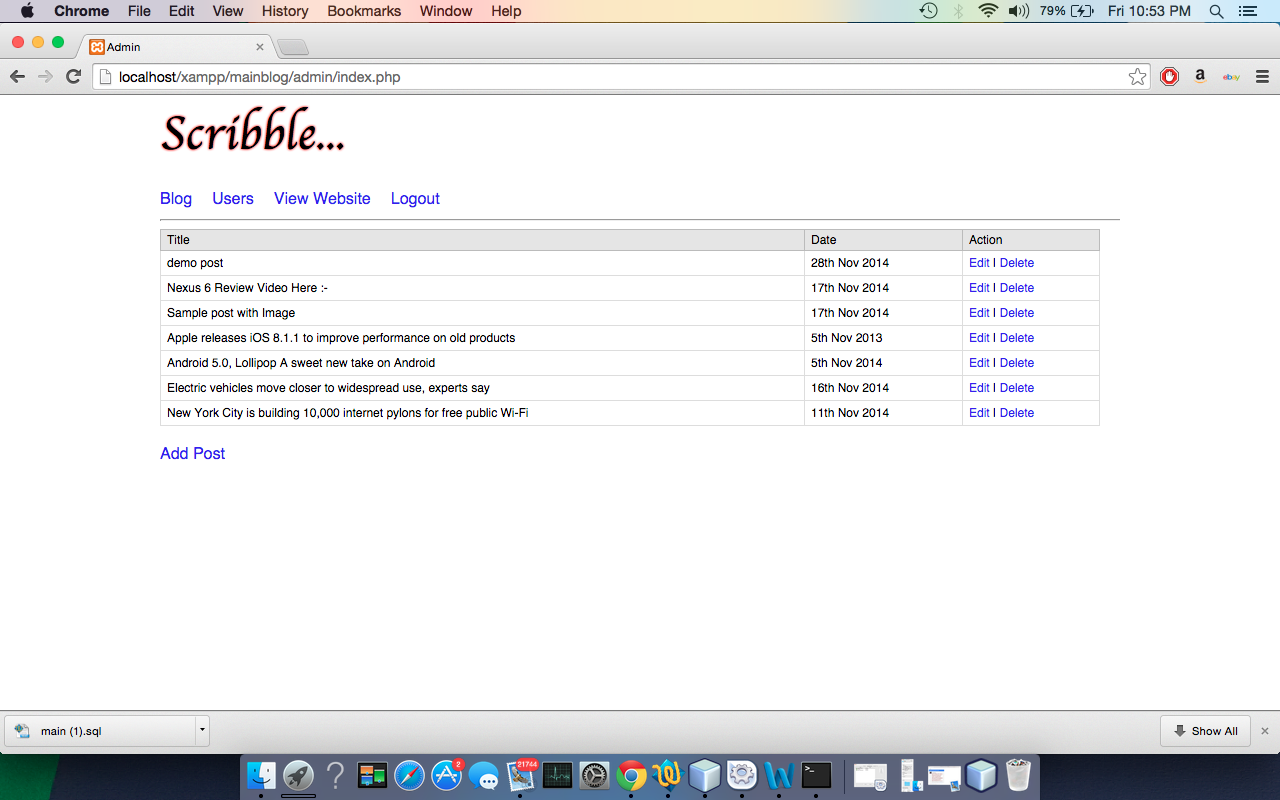 Chrome File Edit View History Bookmarks Window Help 79% Fri 10:53 PM
Admin
localhost/xampp/mainblog/admin/index.php a ebay
Scribble...
Blog Users View Website Logout
Title Date Action
demo post 28th Nov 2014 Edit | Delete
Nexus 6 Review Video Here :- 17th Nov 2014 Edit | Delete
Sample post with Image 17th Nov 2014 Edit | Delete
Apple releases iOS 8.1.1 to improve performance on old products 5th Nov 2013 Edit | Delete
Android 5.0, Lollipop A sweet new take on Android 5th Nov 2014 Edit | Delete
Electric vehicles move closer to widespread use, experts say 16th Nov 2014 Edit | Delete
New York City is building 10,000 internet pylons for free public Wi-Fi 11th Nov 2014 Edit | Delete
Add Post
main (1).sql Show All
2 21744